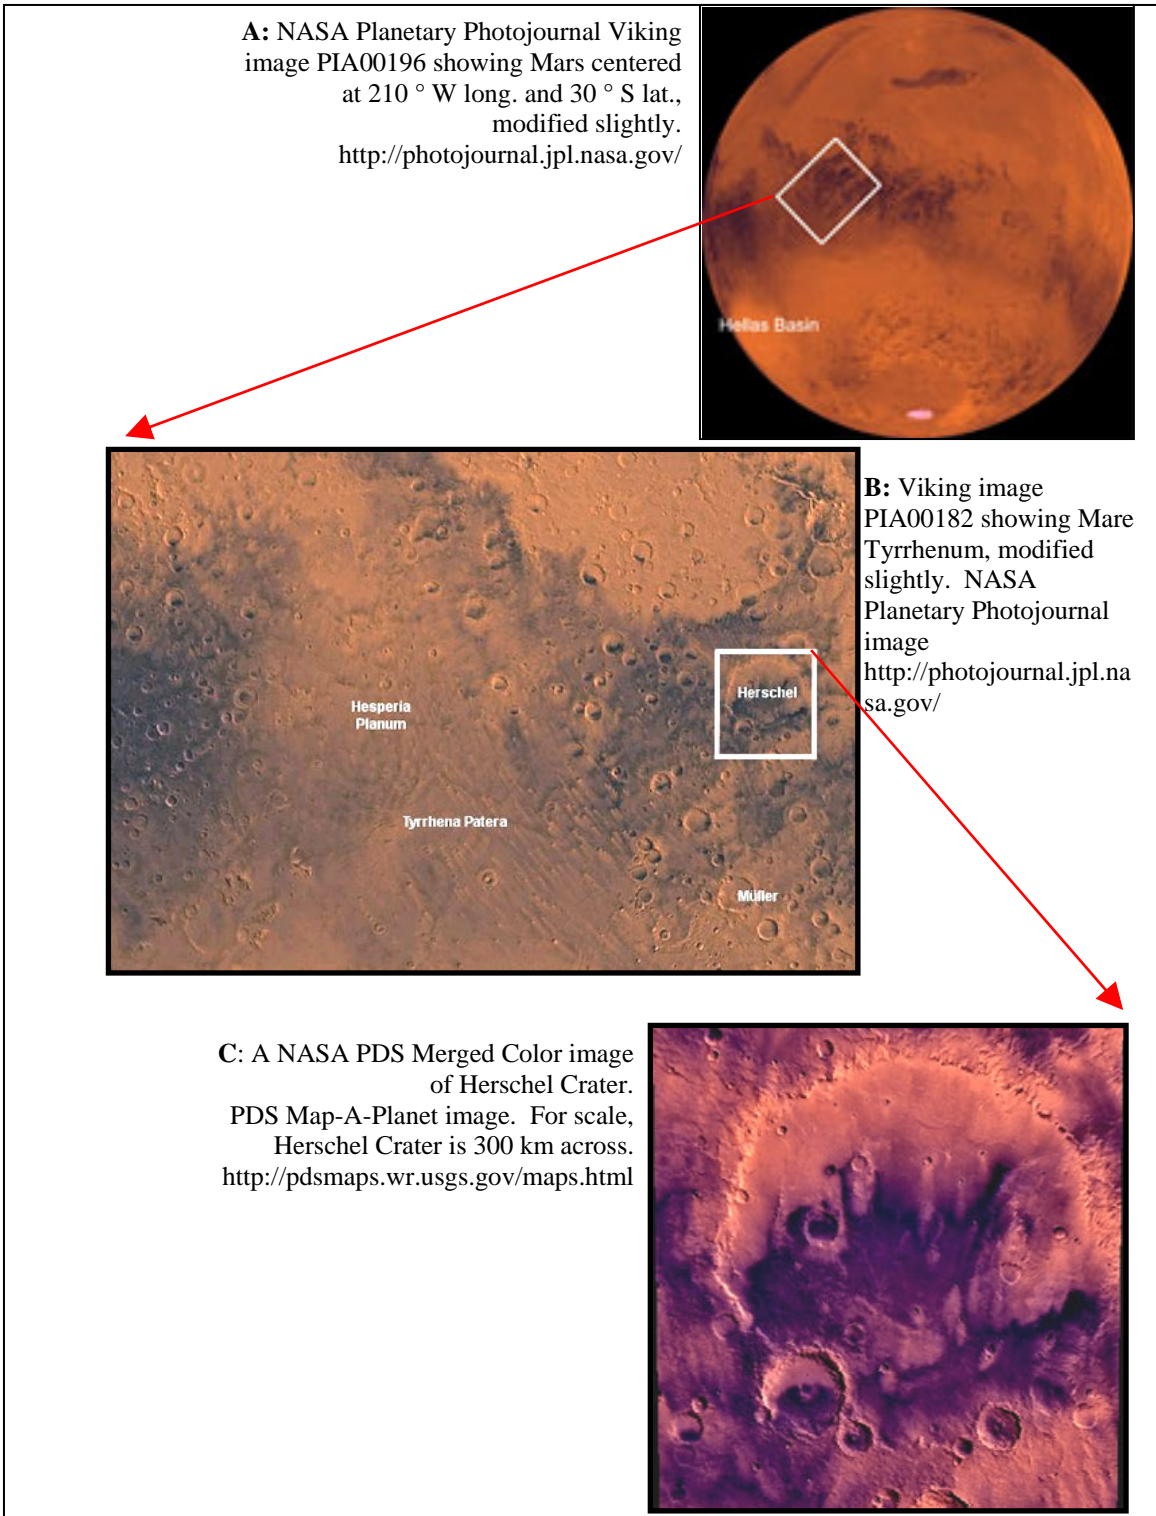 A: NASA Planetary Photojournal Viking
image PIA00196 showing Mars centered
at 210 ° W long. and 30 ° S lat.,
modified slightly.
http://photojournal.jpl.nasa.gov/
Hellas Basin
B: Viking image
PIA00182 showing Mare
Tyrrhenum, modified
slightly. NASA
Planetary Photojournal
image
http://photojournal.jpl.na
sa.gov/
Herschel
Hesperia
Planum
Tyrrhena Patera
Müller
C: A NASA PDS Merged Color image
of Herschel Crater.
PDS Map-A-Planet image. For scale,
Herschel Crater is 300 km across.
http://pdsmaps.wr.usgs.gov/maps.html